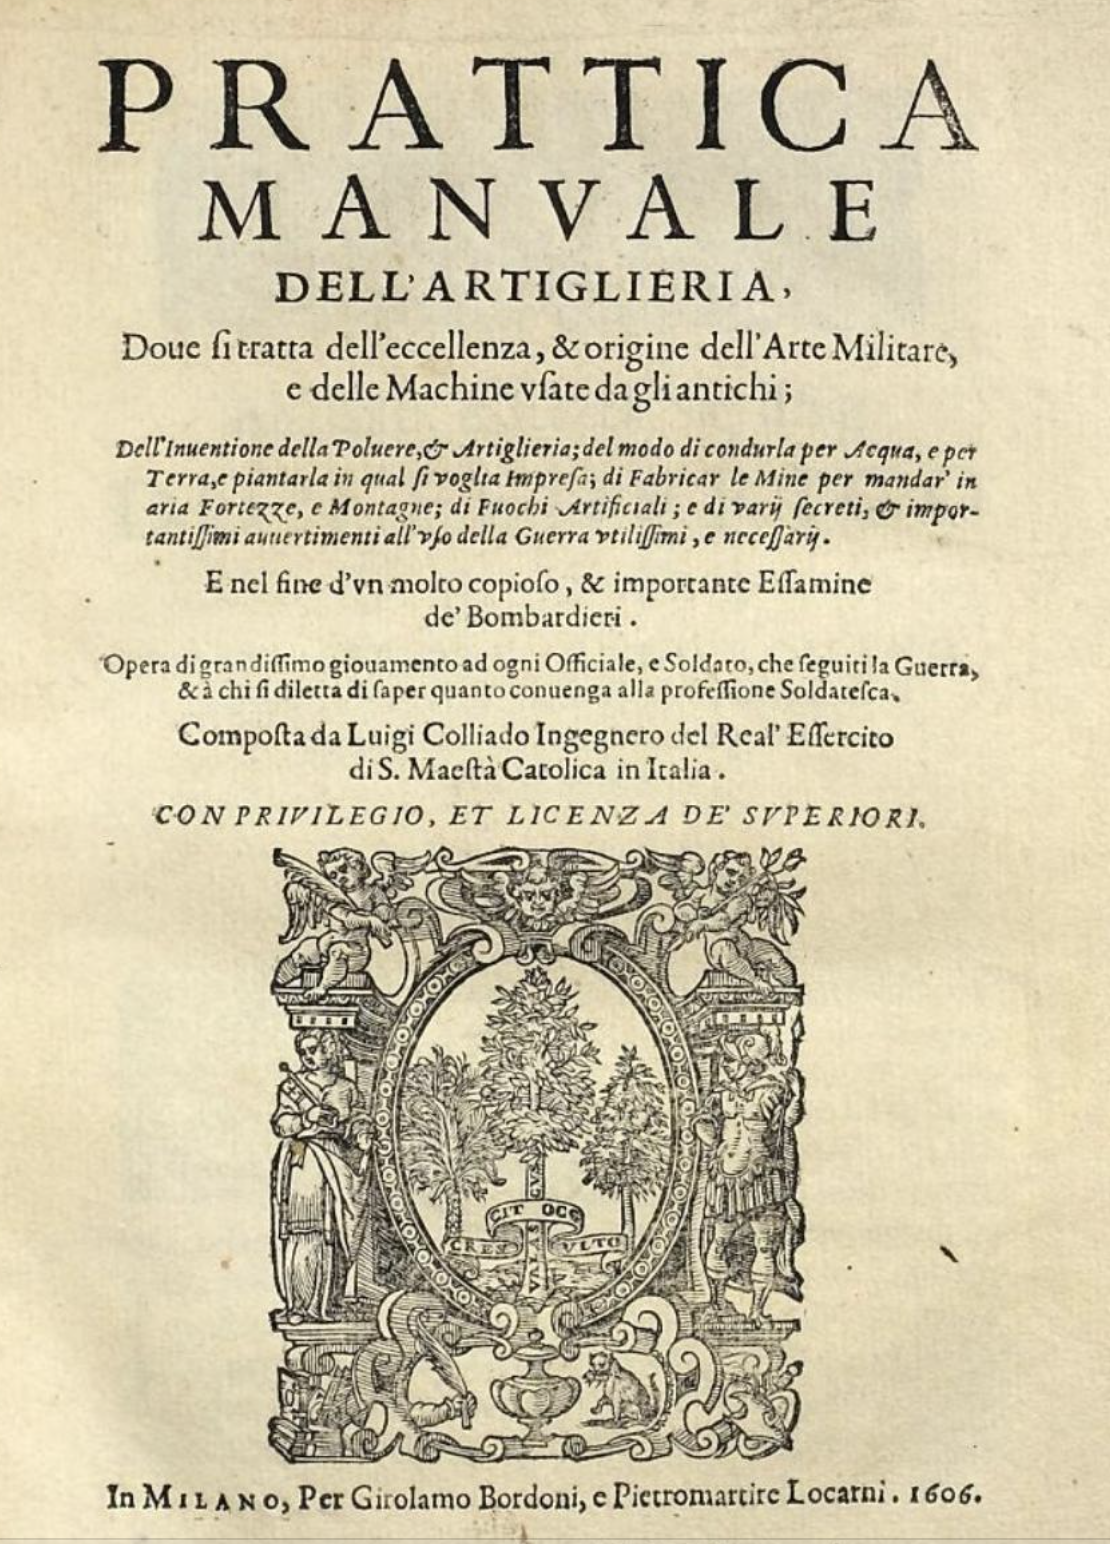 PRATTICA
MANVALE
DELL'ARTIGLIERIA,
Doue ſi tratta dell'eccellenza, & origine dell'Arte Militare,
e delle Machine vſate da gli antichi;
Dell'Inuentione della Poluere, & Artiglieria; del modo di condurla per Acqua, e per
Terra, e piantarla in qual ſi voglia Impreſa; di Fabricar le Mine per mandar' in
aria Fortezze, e Montagne; di Fuochi Artificiali; e di varij ſecreti, & impor-
tantiſſimi auuertimenti all'vſo della Guerra vtiliſſimi, e neceſſarij.
E nel fine d'vn molto copioſo, & importante Eſſamine
de' Bombardieri.
Opera di grandiſſimo giouamento ad ogni Officiale, e Soldato, che ſeguiti la Guerra,
& à chi ſi diletta di ſaper quanto conuenga alla profeſſione Soldateſca.
Compoſta da Luigi Colliado Ingegnero del Real' Eſſercito
di S. Maeſtà Catolica in Italia.
CON PRIVILEGIO, ET LICENZA DE' SVPERIORI.
CIT OCC
CRES VLTO
In MILANO, Per Girolamo Bordoni, e Pietromartire Locarni. 1606.